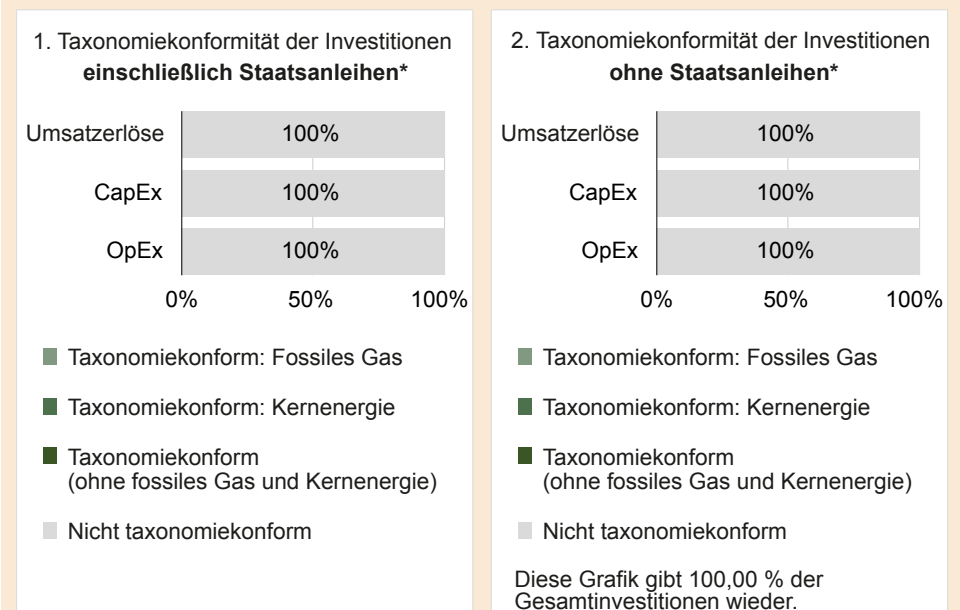 1. Taxonomiekonformität der Investitionen
einschließlich Staatsanleihen*
Umsatzerlöse
100%
CapEx
100%
OpEx
100%
0%
50%
100%
Taxonomiekonform: Fossiles Gas
Taxonomiekonform: Kernenergie
Taxonomiekonform
(ohne fossiles Gas und Kernenergie)
Nicht taxonomiekonform
2. Taxonomiekonformität der Investitionen
ohne Staatsanleihen*
Umsatzerlöse
100%
CapEx
100%
OpEx
100%
0%
50%
100%
Taxonomiekonform: Fossiles Gas
Taxonomiekonform: Kernenergie
Taxonomiekonform
(ohne fossiles Gas und Kernenergie)
Nicht taxonomiekonform
Diese Grafik gibt 100,00 % der
Gesamtinvestitionen wieder.